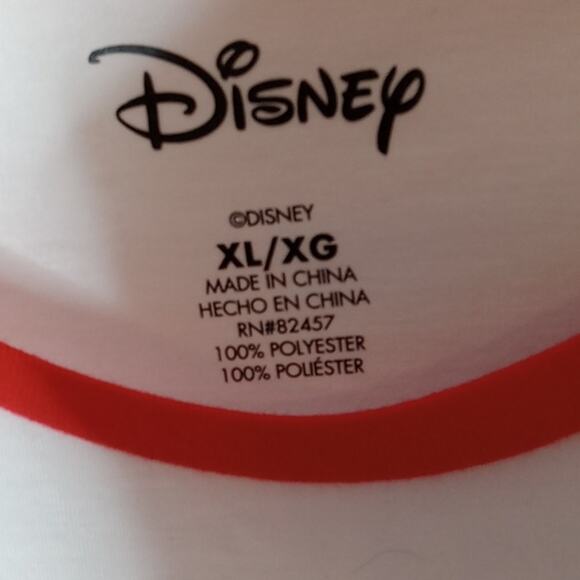 Disney
©DISNEY
XL/XG
MADE IN CHINA
HECHO EN CHINA
RN#82457
100% POLYESTER
100% POLIÉSTER